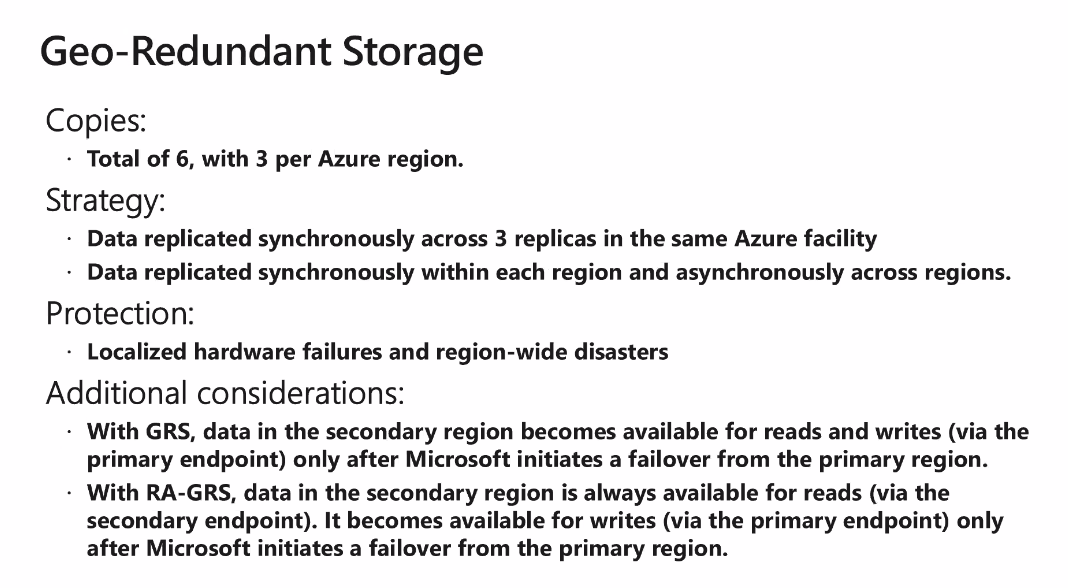 Geo-Redundant Storage
Copies:
· Total of 6, with 3 per Azure region.
Strategy:
· Data replicated synchronously across 3 replicas in the same Azure facility
· Data replicated synchronously within each region and asynchronously across regions.
Protection:
· Localized hardware failures and region-wide disasters
Additional considerations:
· With GRS, data in the secondary region becomes available for reads and writes (via the
primary endpoint) only after Microsoft initiates a failover from the primary region.
· With RA-GRS, data in the secondary region is always available for reads (via the
secondary endpoint). It becomes available for writes (via the primary endpoint) only
after Microsoft initiates a failover from the primary region.